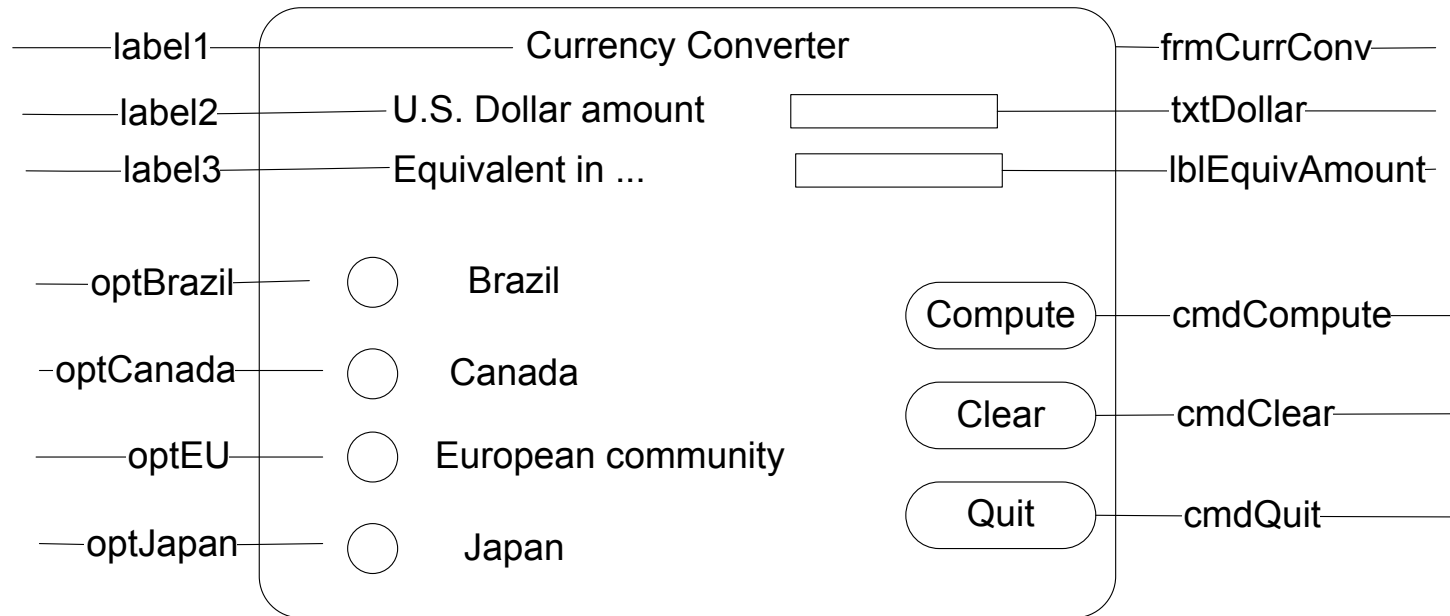 label1 Currency Converter frmCurrConv
label2 U.S. Dollar amount txtDollar
label3 Equivalent in ... lblEquivAmount
optBrazil Brazil
Compute cmdCompute
optCanada Canada
Clear cmdClear
optEU European community
Quit cmdQuit
optJapan Japan